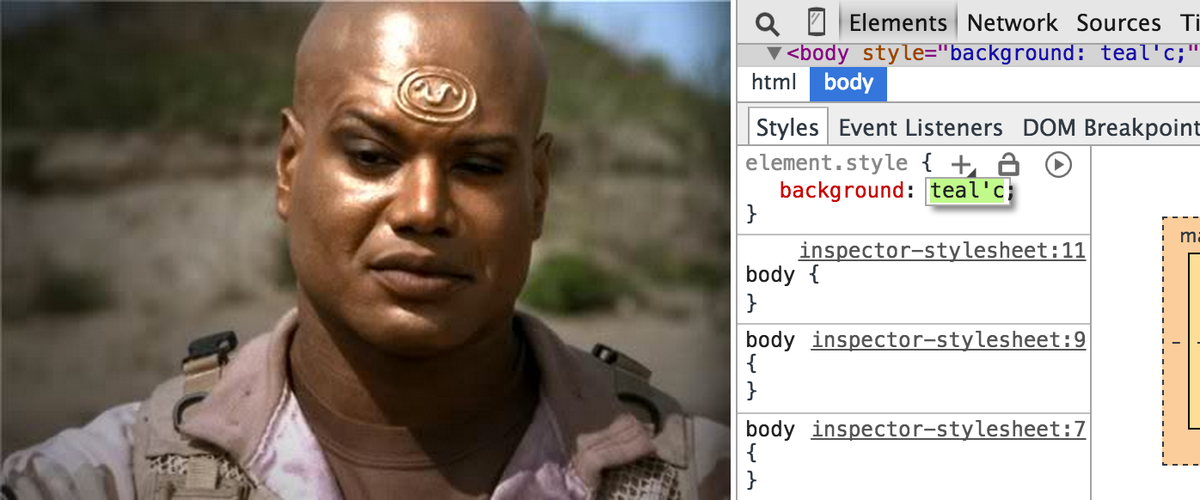 Elements Network Sources Ti
<body style="background: teal'c;"
html body
Styles Event Listeners DOM Breakpoint
element.style {
background: teal'c;
}
inspector-stylesheet:11
body {
}
body inspector-stylesheet:9
{
}
body inspector-stylesheet:7
{
}
ma
-
-